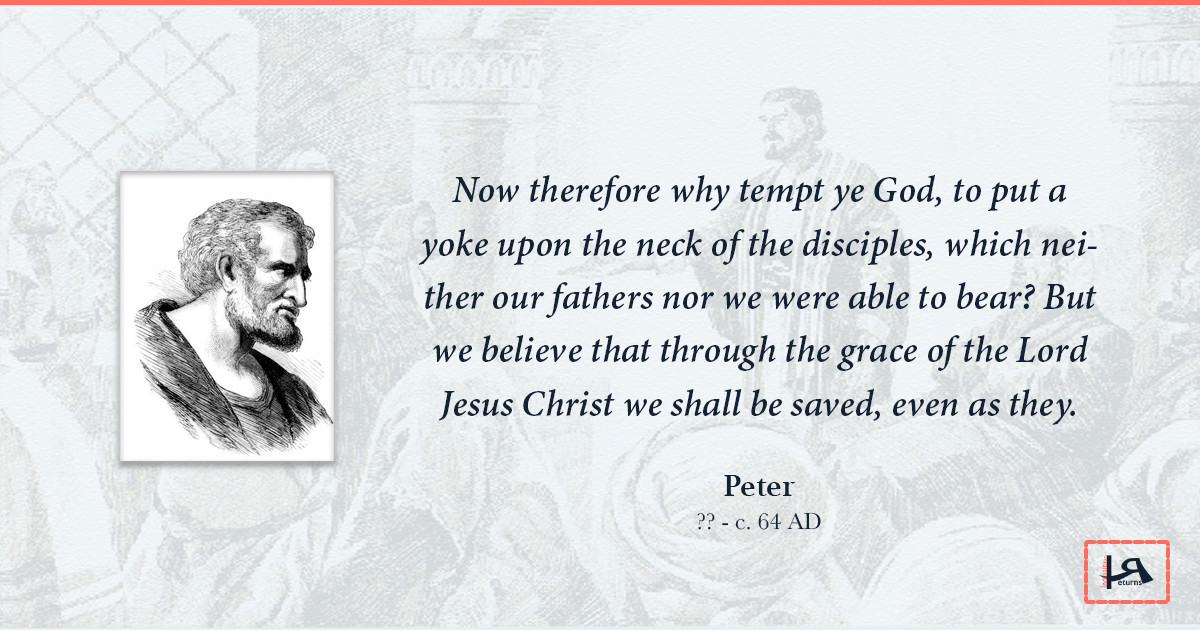 Now therefore why tempt ye God, to put a
yoke upon the neck of the disciples, which nei-
ther our fathers nor we were able to bear? But
we believe that through the grace of the Lord
Jesus Christ we shall be saved, even as they.
Peter
?? - c. 64 AD
eturns